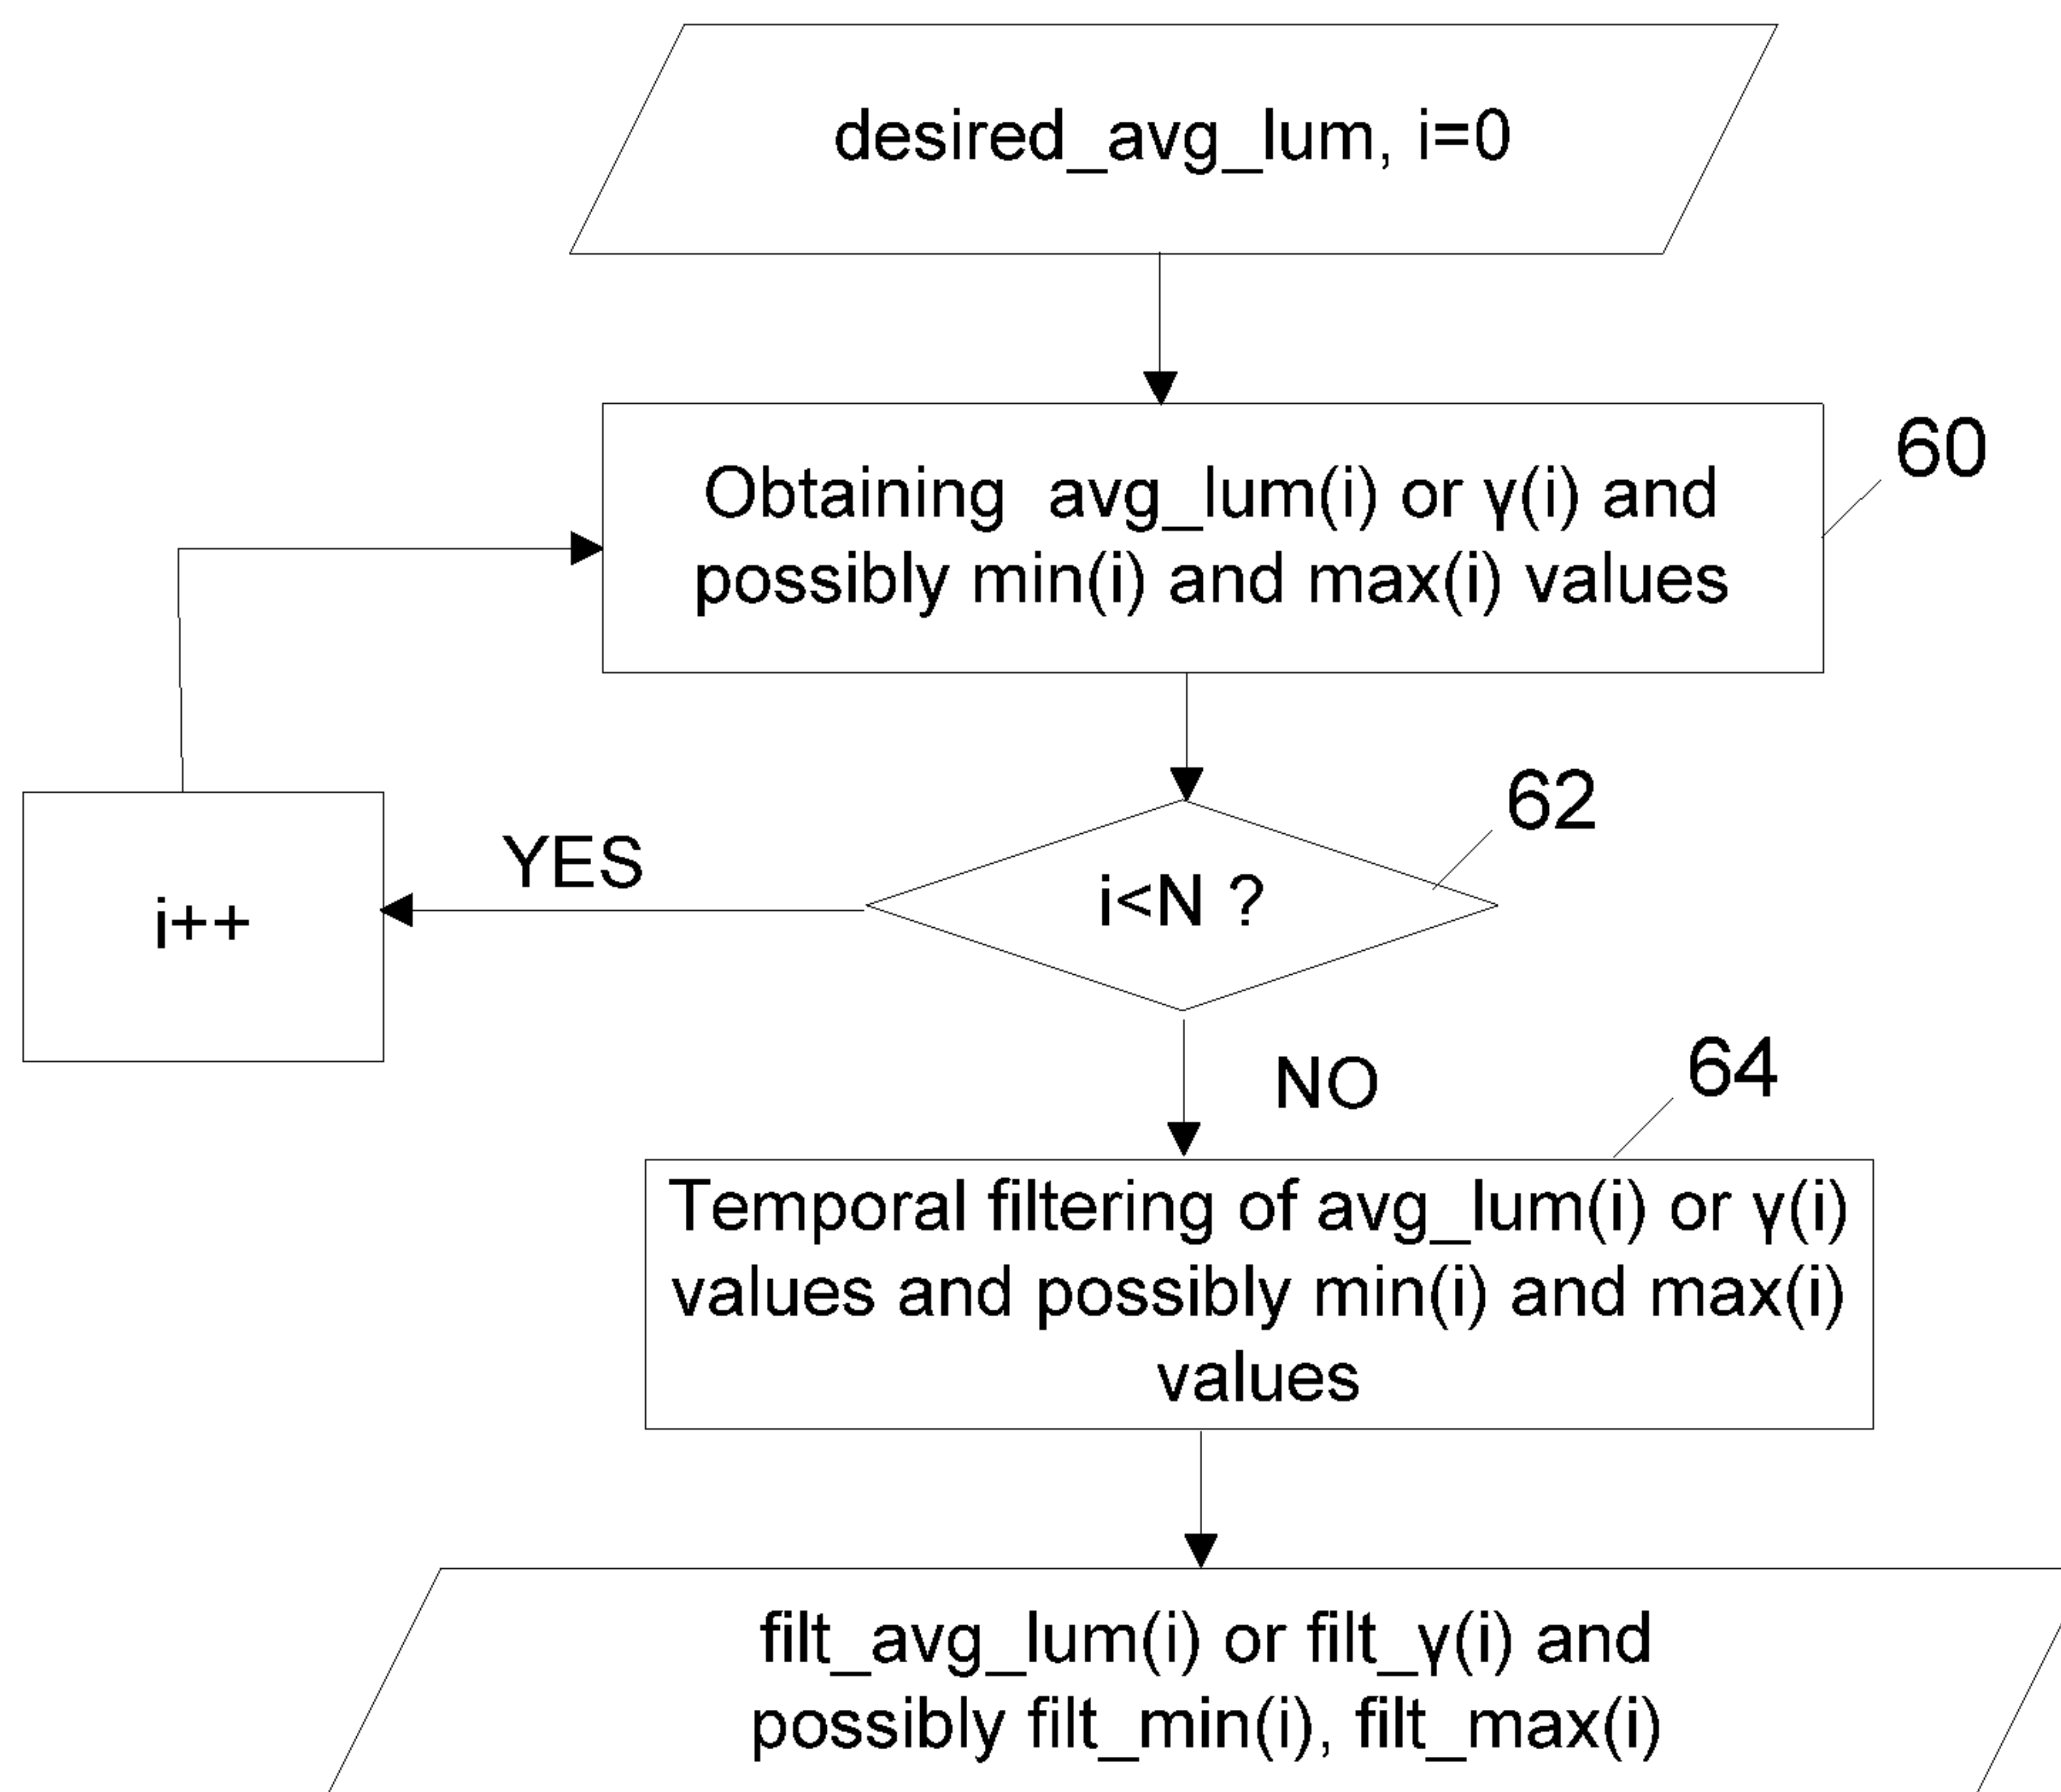 desired_avg_lum, i=0
Obtaining avg_lum(i) or γ(i) and
possibly min(i) and max(i) values
60
62
YES
i<N ?
i++
NO
64
Temporal filtering of avg_lum(i) or γ(i)
values and possibly min(i) and max(i)
values
filt_avg_lum(i) or filt_γ(i) and
possibly filt_min(i), filt_max(i)